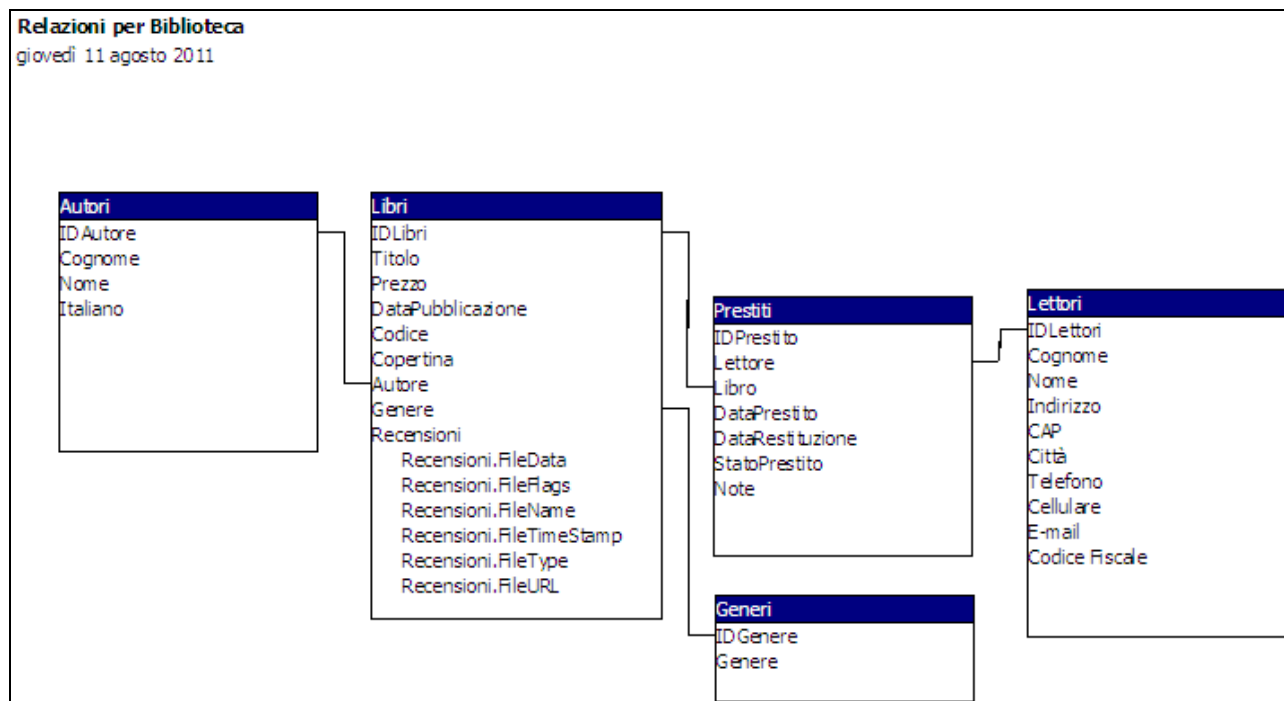 Relazioni per Biblioteca
giovedì 11 agosto 2011
Autori
IDAutore
Cognome
Nome
Italiano
Libri
IDLibri
Titolo
Prezzo
DataPubblicazione
Codice
Copertina
Autore
Genere
Recensioni
Recensioni.FileData
Recensioni.FileFlags
Recensioni.FileName
Recensioni.FileTimeStamp
Recensioni.FileType
Recensioni.FileURL
Prestiti
IDPrestito
Lettore
Libro
DataPrestito
DataRestituzione
StatoPrestito
Note
Generi
IDGenere
Genere
Lettori
IDLettori
Cognome
Nome
Indirizzo
CAP
Città
Telefono
Cellulare
E-mail
Codice Fiscale